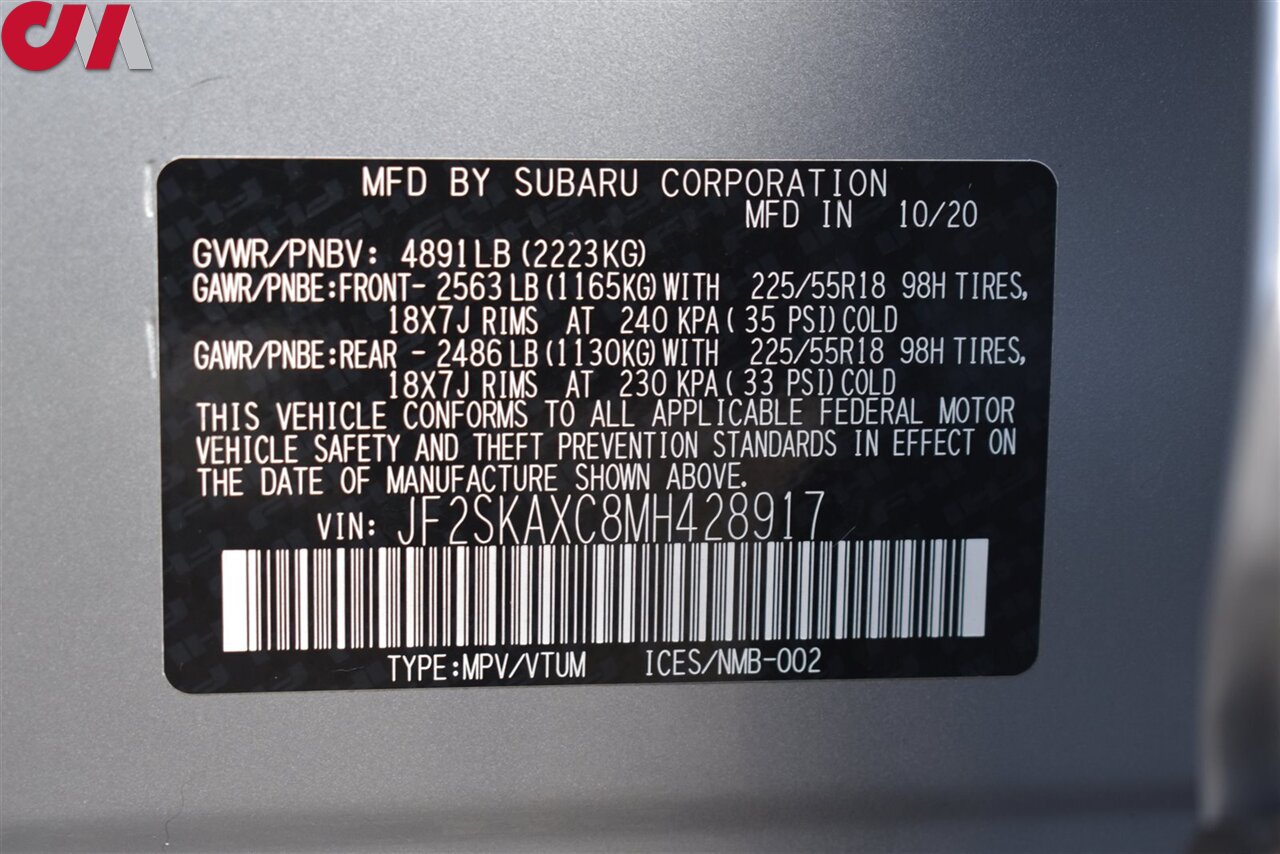 CM
MFD BY SUBARU CORPORATION
MFD IN 10/20
GVWR/PNBV: 4891LB (2223KG)
GAWR/PNBE:FRONT- 2563 LB (1165KG) WITH 225/55R18 98H TIRES,
18X7J RIMS AT 240 KPA ( 35 PSI) COLD
GAWR/PNBE:REAR - 2486 LB (1130KG) WITH 225/55R18 98H TIRES,
18X7J RIMS AT 230 KPA ( 33 PSI) COLD
THIS VEHICLE CONFORMS TO ALL APPLICABLE FEDERAL MOTOR
VEHICLE SAFETY AND THEFT PREVENTION STANDARDS IN EFFECT ON
THE DATE OF MANUFACTURE SHOWN ABOVE.
VIN: JF2SKAXC8MH428917
TYPE:MPV/VTUM ICES/NMB-002